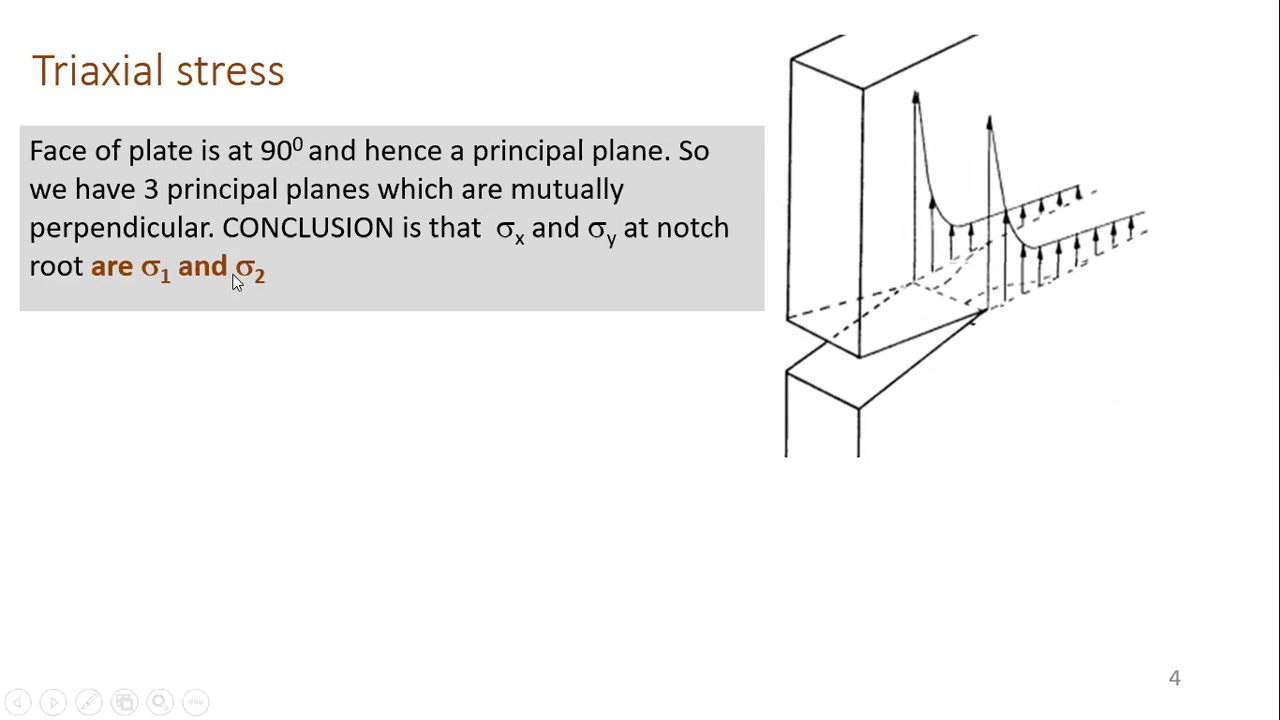 Triaxial stress
Face of plate is at 90⁰ and hence a principal plane. So
we have 3 principal planes which are mutually
perpendicular. CONCLUSION is that σₓ and σᵧ at notch
root are σ₁ and σ₂
4